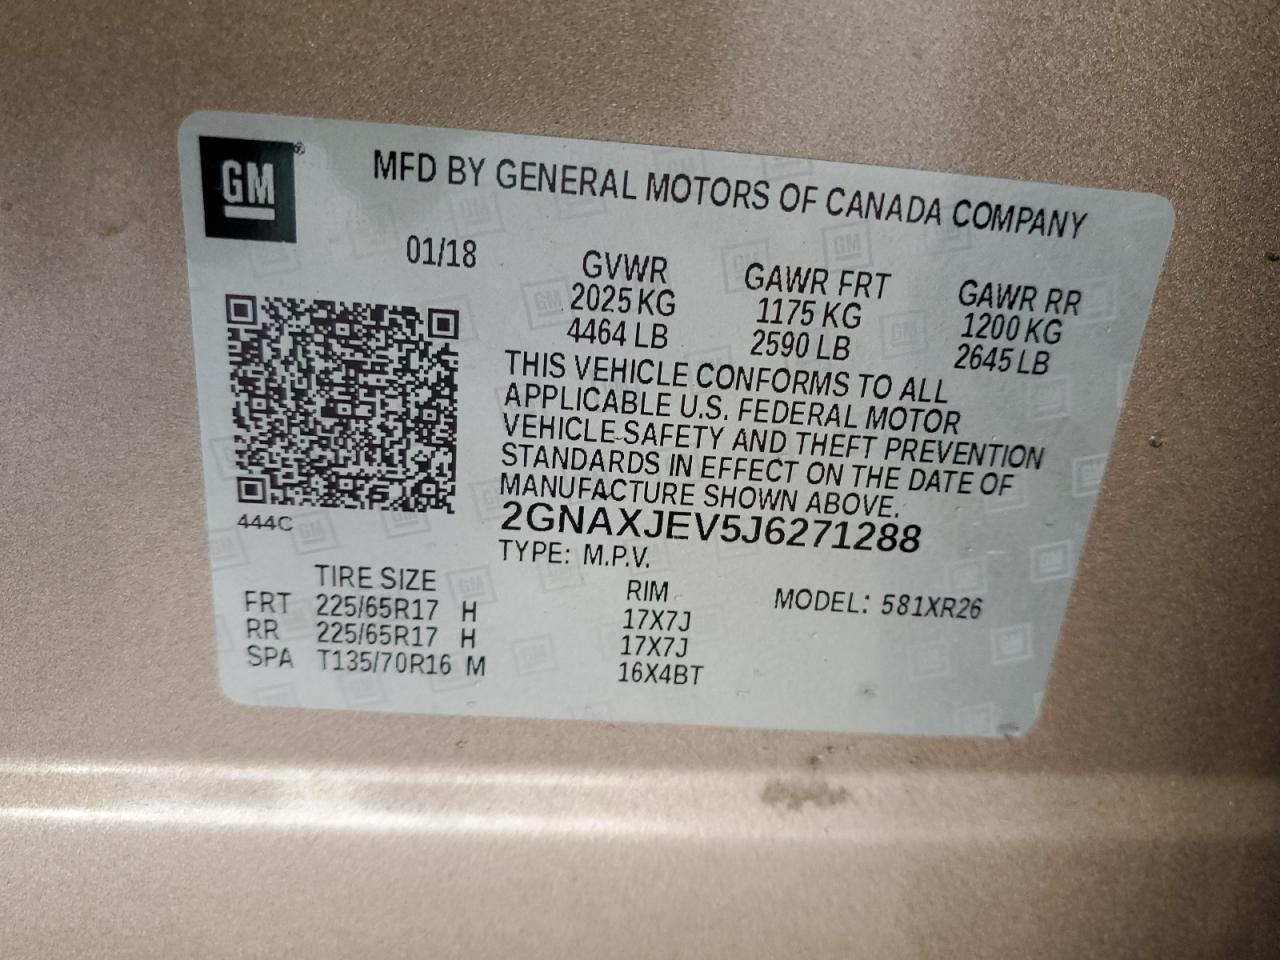 GM
MFD BY GENERAL MOTORS OF CANADA COMPANY
01/18 GVWR GAWR FRT GAWR RR
2025 KG 1175 KG 1200 KG
4464 LB 2590 LB 2645 LB
THIS VEHICLE CONFORMS TO ALL
APPLICABLE U.S. FEDERAL MOTOR
VEHICLE SAFETY AND THEFT PREVENTION
STANDARDS IN EFFECT ON THE DATE OF
MANUFACTURE SHOWN ABOVE.
444C
2GNAXJEV5J6271288
TYPE: M.P.V.
TIRE SIZE RIM MODEL: 581XR26
FRT 225/65R17 H 17X7J
RR 225/65R17 H 17X7J
SPA T135/70R16 M 16X4BT